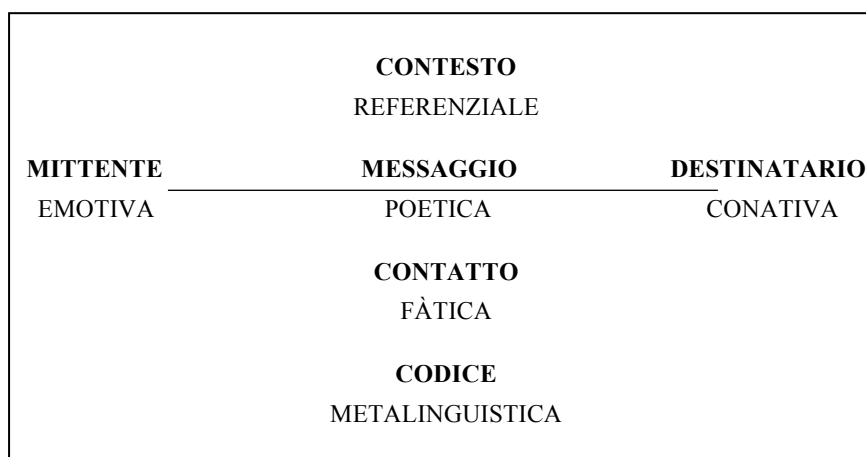 CONTESTO
REFERENZIALE
MITTENTE MESSAGGIO DESTINATARIO
EMOTIVA POETICA CONATIVA
CONTATTO
FÀTICA
CODICE
METALINGUISTICA